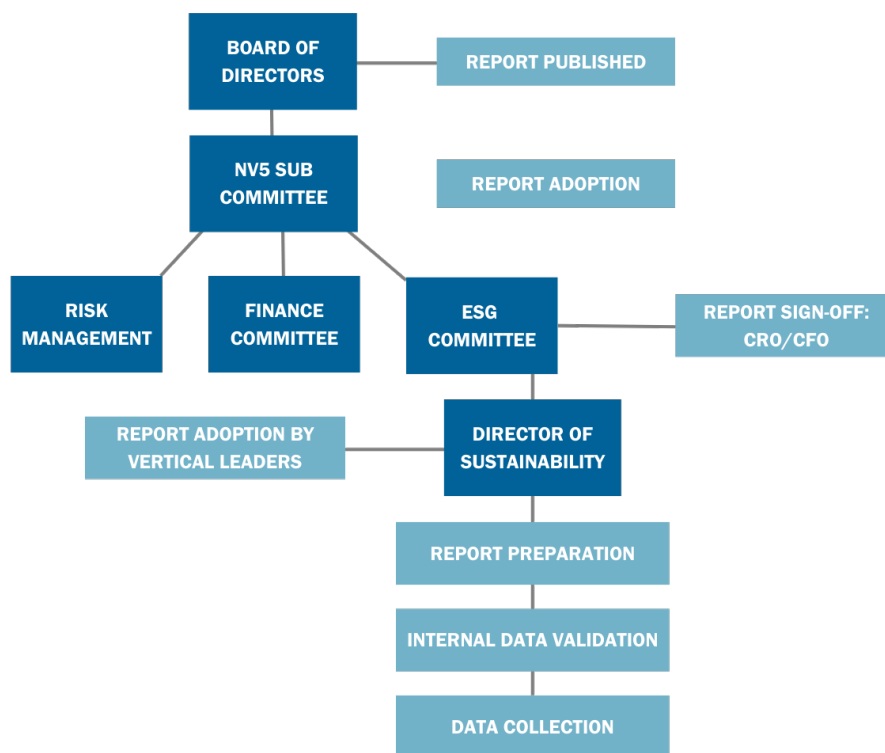 BOARD OF
DIRECTORS
REPORT PUBLISHED
NV5 SUB
COMMITTEE
REPORT ADOPTION
RISK
MANAGEMENT
FINANCE
COMMITTEE
ESG
COMMITTEE
REPORT SIGN-OFF:
CRO/CFO
REPORT ADOPTION BY
VERTICAL LEADERS
DIRECTOR OF
SUSTAINABILITY
REPORT PREPARATION
INTERNAL DATA VALIDATION
DATA COLLECTION